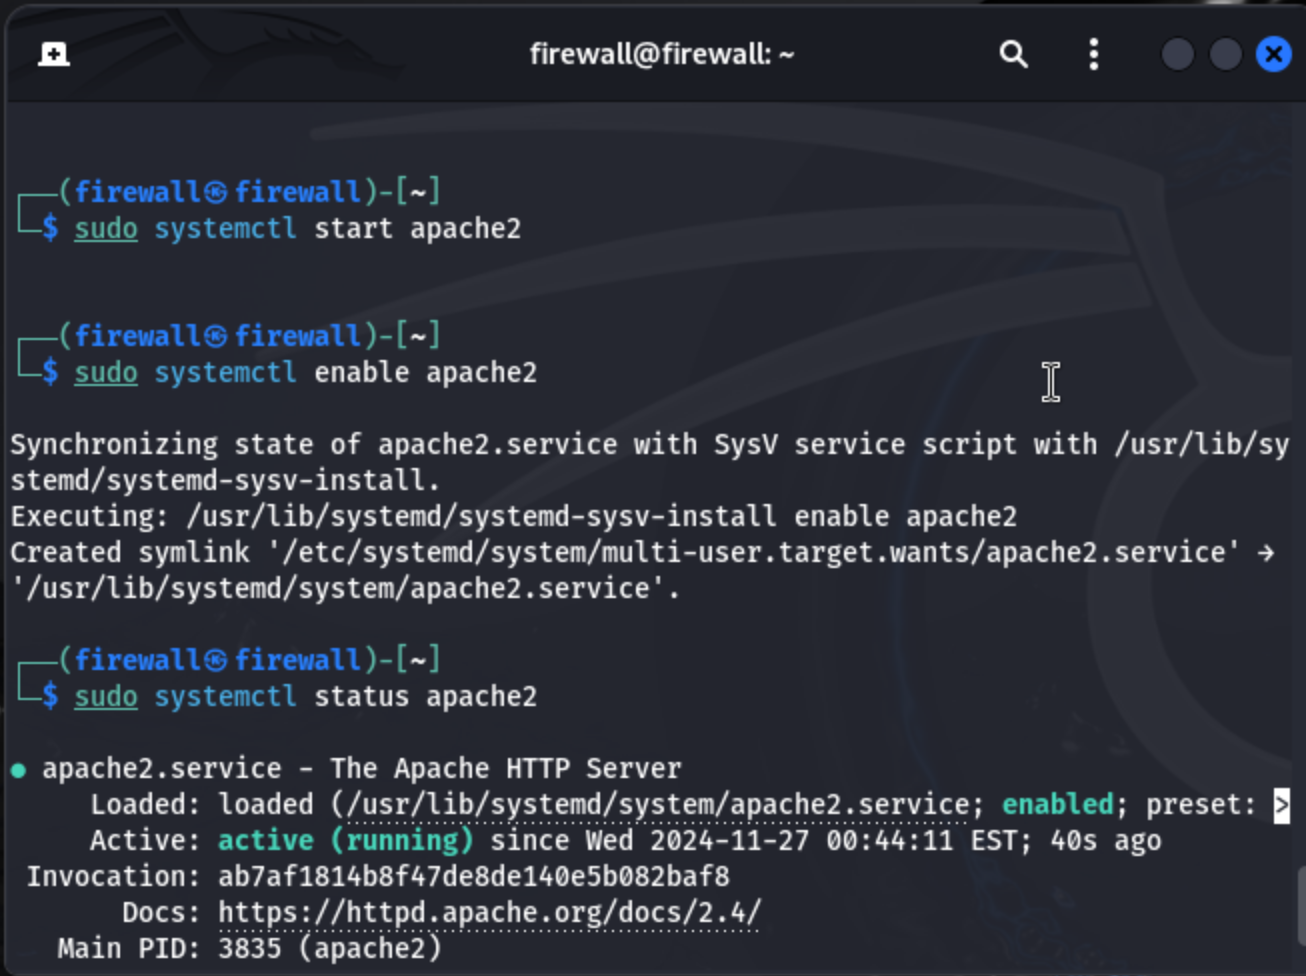 firewall@firewall: ~
┌──(firewall㉿firewall)-[~]
└─$ sudo systemctl start apache2
┌──(firewall㉿firewall)-[~]
└─$ sudo systemctl enable apache2
Synchronizing state of apache2.service with SysV service script with /usr/lib/sy
stemd/systemd-sysv-install.
Executing: /usr/lib/systemd/systemd-sysv-install enable apache2
Created symlink '/etc/systemd/system/multi-user.target.wants/apache2.service' →
'/usr/lib/systemd/system/apache2.service'.
┌──(firewall㉿firewall)-[~]
└─$ sudo systemctl status apache2
● apache2.service - The Apache HTTP Server
Loaded: loaded (/usr/lib/systemd/system/apache2.service; enabled; preset: >
Active: active (running) since Wed 2024-11-27 00:44:11 EST; 40s ago
Invocation: ab7af1814b8f47de8de140e5b082baf8
Docs: https://httpd.apache.org/docs/2.4/
Main PID: 3835 (apache2)